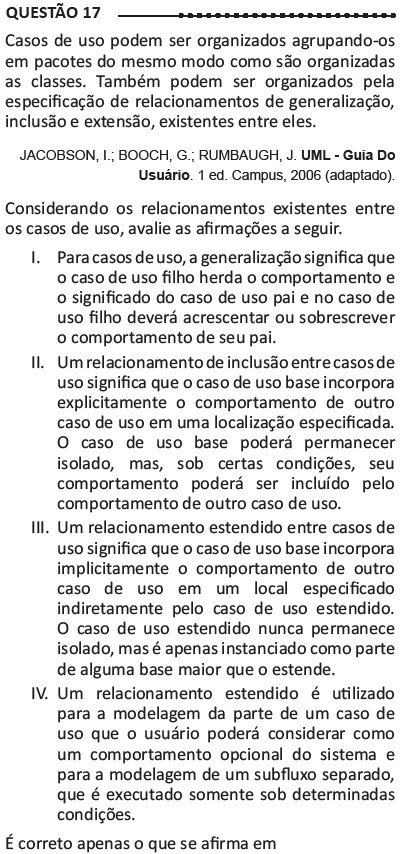 QUESTÃO 17
Casos de uso podem ser organizados agrupando-os
em pacotes do mesmo modo como são organizadas
as classes. Também podem ser organizados pela
especificação de relacionamentos de generalização,
inclusão e extensão, existentes entre eles.
JACOBSON, I.; BOOCH, G.; RUMBAUGH, J. UML - Guia Do
Usuário. 1 ed. Campus, 2006 (adaptado).
Considerando os relacionamentos existentes entre
os casos de uso, avalie as afirmações a seguir.
I. Para casos de uso, a generalização significa que
o caso de uso filho herda o comportamento e
o significado do caso de uso pai e no caso de
uso filho deverá acrescentar ou sobrescrever
o comportamento de seu pai.
II. Um relacionamento de inclusão entre casos de
uso significa que o caso de uso base incorpora
explicitamente o comportamento de outro
caso de uso em uma localização especificada.
O caso de uso base poderá permanecer
isolado, mas, sob certas condições, seu
comportamento poderá ser incluído pelo
comportamento de outro caso de uso.
III. Um relacionamento estendido entre casos de
uso significa que o caso de uso base incorpora
implicitamente o comportamento de outro
caso de uso em um local especificado
indiretamente pelo caso de uso estendido.
O caso de uso estendido nunca permanece
isolado, mas é apenas instanciado como parte
de alguma base maior que o estende.
IV. Um relacionamento estendido é utilizado
para a modelagem da parte de um caso de
uso que o usuário poderá considerar como
um comportamento opcional do sistema e
para a modelagem de um subfluxo separado,
que é executado somente sob determinadas
condições.
É correto apenas o que se afirma em